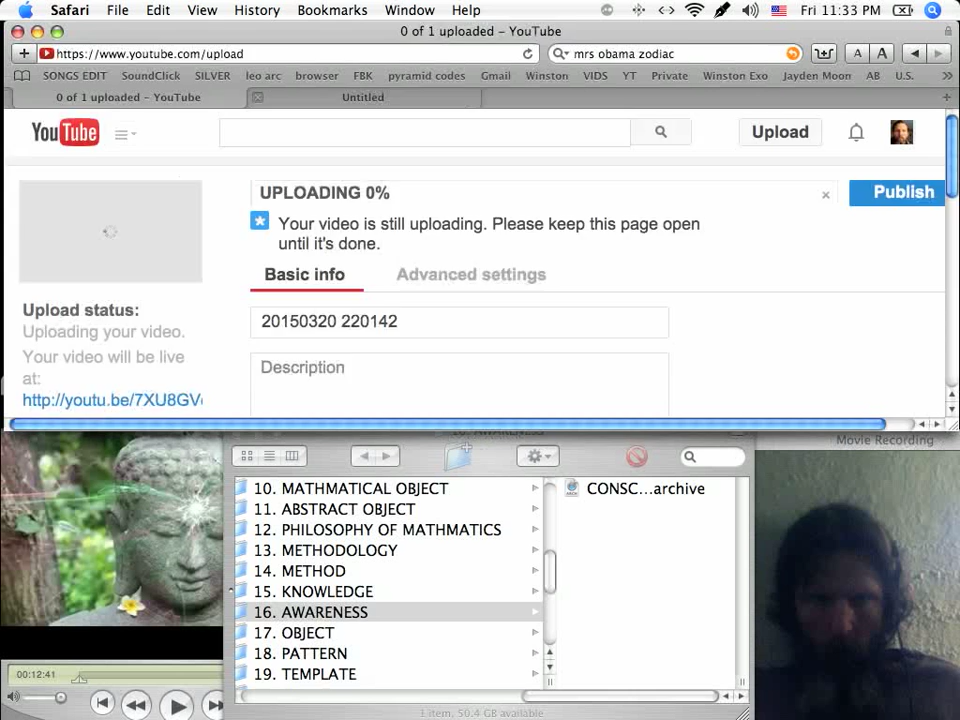 Safari File Edit View History Bookmarks Window Help Fri 11:33 PM
0 of 1 uploaded – YouTube
https://www.youtube.com/upload mrs obama zodiac A A
SONGS EDIT SoundClick SILVER leo arc browser FBK pyramid codes Gmail Winston VIDS YT Private Winston Exo Jayden Moon AB U.S. »
0 of 1 uploaded – YouTube Untitled
YouTube Upload
UPLOADING 0% × Publish
Your video is still uploading. Please keep this page open
until it's done.
Basic info Advanced settings
Upload status:
Uploading your video.
Your video will be live
at:
http://youtu.be/7XU8GV
20150320 220142
Description
Movie Recording
10. MATHMATICAL OBJECT
11. ABSTRACT OBJECT
12. PHILOSOPHY OF MATHMATICS
13. METHODOLOGY
14. METHOD
15. KNOWLEDGE
16. AWARENESS
17. OBJECT
18. PATTERN
19. TEMPLATE
CONSC...archive
00:12:41
1 item, 50.4 GB available